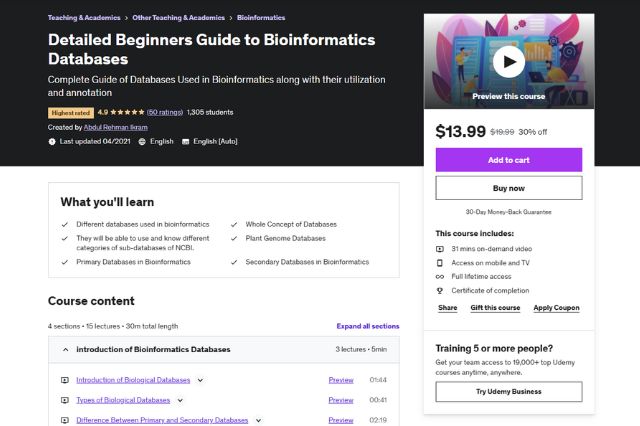 Teaching & Academics > Other Teaching & Academics > Bioinformatics
Detailed Beginners Guide to Bioinformatics
Databases
Complete Guide of Databases Used in Bioinformatics along with their utilization
and annotation
Highest rated 4.9 ★★★★★ (50 ratings) 1,305 students
Created by Abdul Rehman Ikram
Last updated 04/2021 English English [Auto]
Preview this course
$13.99 $19.99 30% off
Add to cart
Buy now
30-Day Money-Back Guarantee
This course includes:
31 mins on-demand video
Access on mobile and TV
Full lifetime access
Certificate of completion
Share Gift this course Apply Coupon
Training 5 or more people?
Get your team access to 19,000+ top Udemy
courses anytime, anywhere.
Try Udemy Business
What you'll learn
✓ Different databases used in bioinformatics
✓ They will be able to use and know different
categories of sub-databases of NCBI.
✓ Primary Databases in Bioinformatics
✓ Whole Concept of Databases
✓ Plant Genome Databases
✓ Secondary Databases in Bioinformatics
Course content
4 sections • 15 lectures • 30m total length Expand all sections
introduction of Bioinformatics Databases 3 lectures • 5min
Introduction of Biological Databases Preview 01:44
Types of Biological Databases Preview 00:41
Difference Between Primary and Secondary Databases Preview 02:19